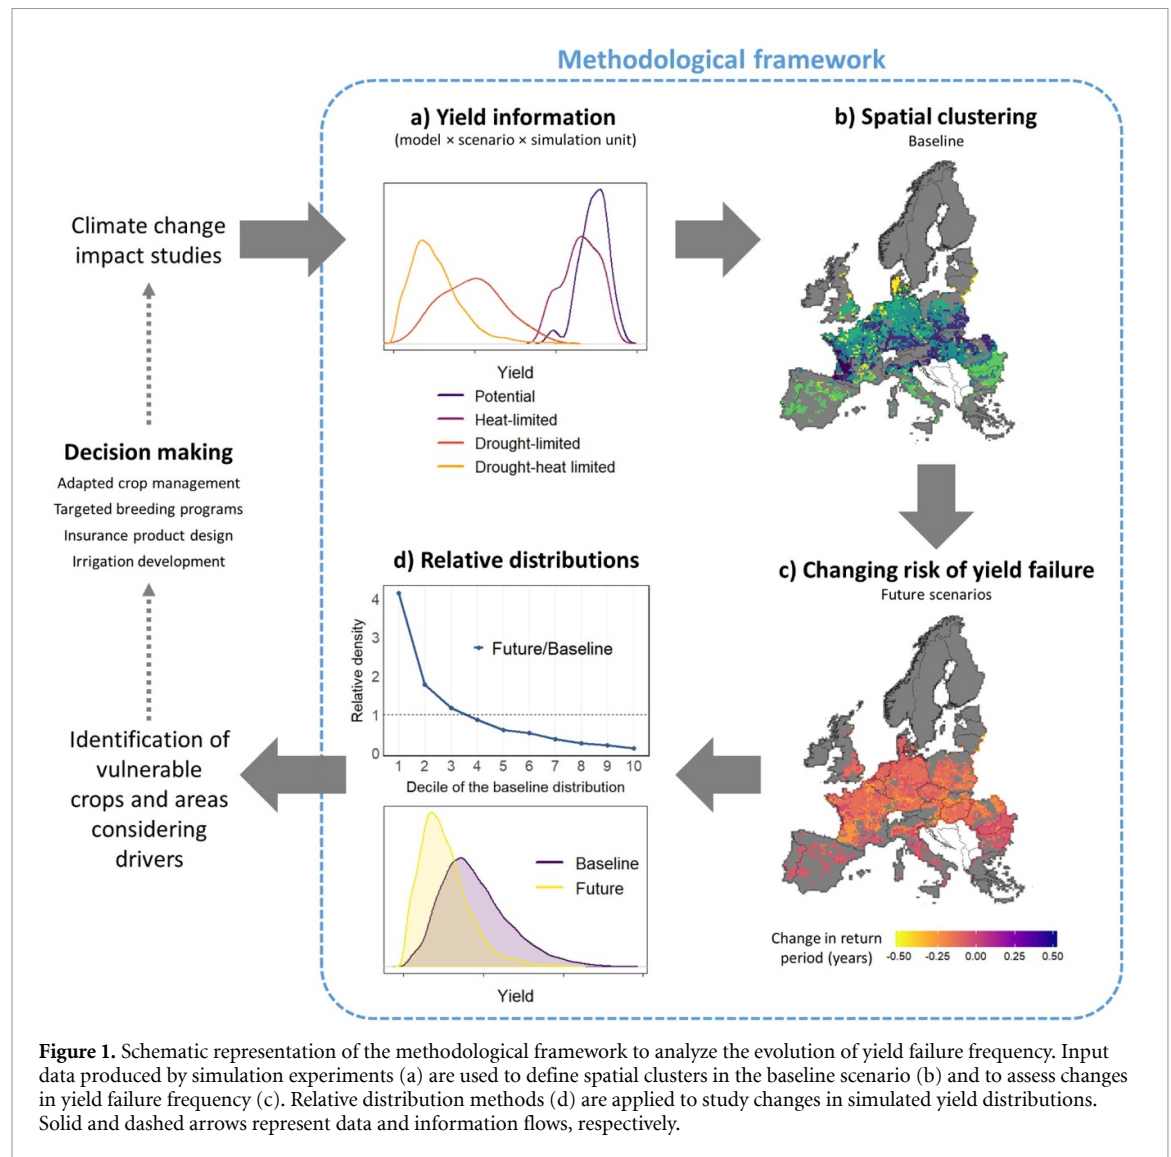 Methodological framework
a) Yield information
(model × scenario × simulation unit)
Yield
Potential
Heat-limited
Drought-limited
Drought-heat limited
b) Spatial clustering
Baseline
Climate change
impact studies
Decision making
Adapted crop management
Targeted breeding programs
Insurance product design
Irrigation development
Identification of
vulnerable
crops and areas
considering
drivers
d) Relative distributions
Relative density
4
3
2
1
0
Future/Baseline
1 2 3 4 5 6 7 8 9 10
Decile of the baseline distribution
Baseline
Future
Yield
c) Changing risk of yield failure
Future scenarios
Change in return
period (years)
-0.50 -0.25 0.00 0.25 0.50
Figure 1. Schematic representation of the methodological framework to analyze the evolution of yield failure frequency. Input
data produced by simulation experiments (a) are used to define spatial clusters in the baseline scenario (b) and to assess changes
in yield failure frequency (c). Relative distribution methods (d) are applied to study changes in simulated yield distributions.
Solid and dashed arrows represent data and information flows, respectively.